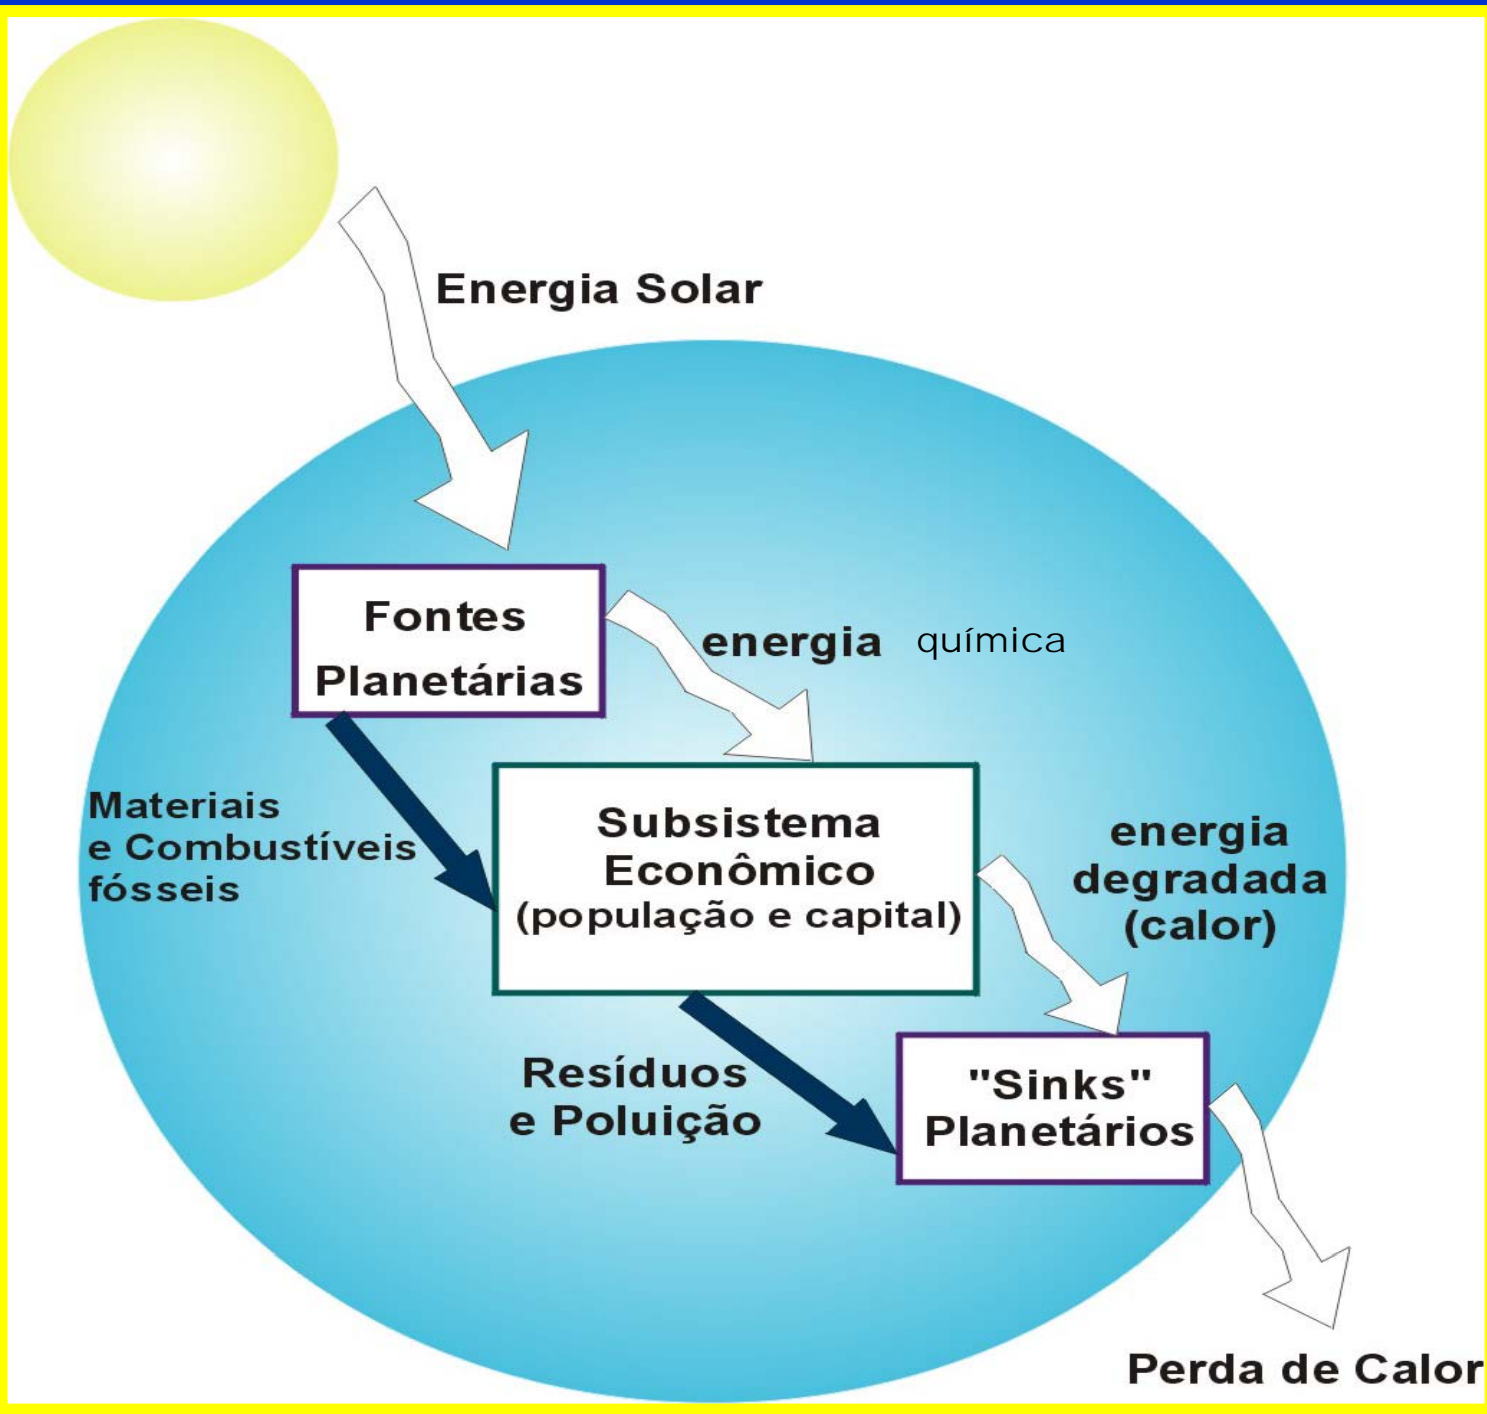 Energia Solar
Fontes
Planetárias
energia química
Materiais
e Combustíveis
fósseis
Subsistema
Econômico
(população e capital)
energia
degradada
(calor)
Resíduos
e Poluição
"Sinks"
Planetários
Perda de Calor